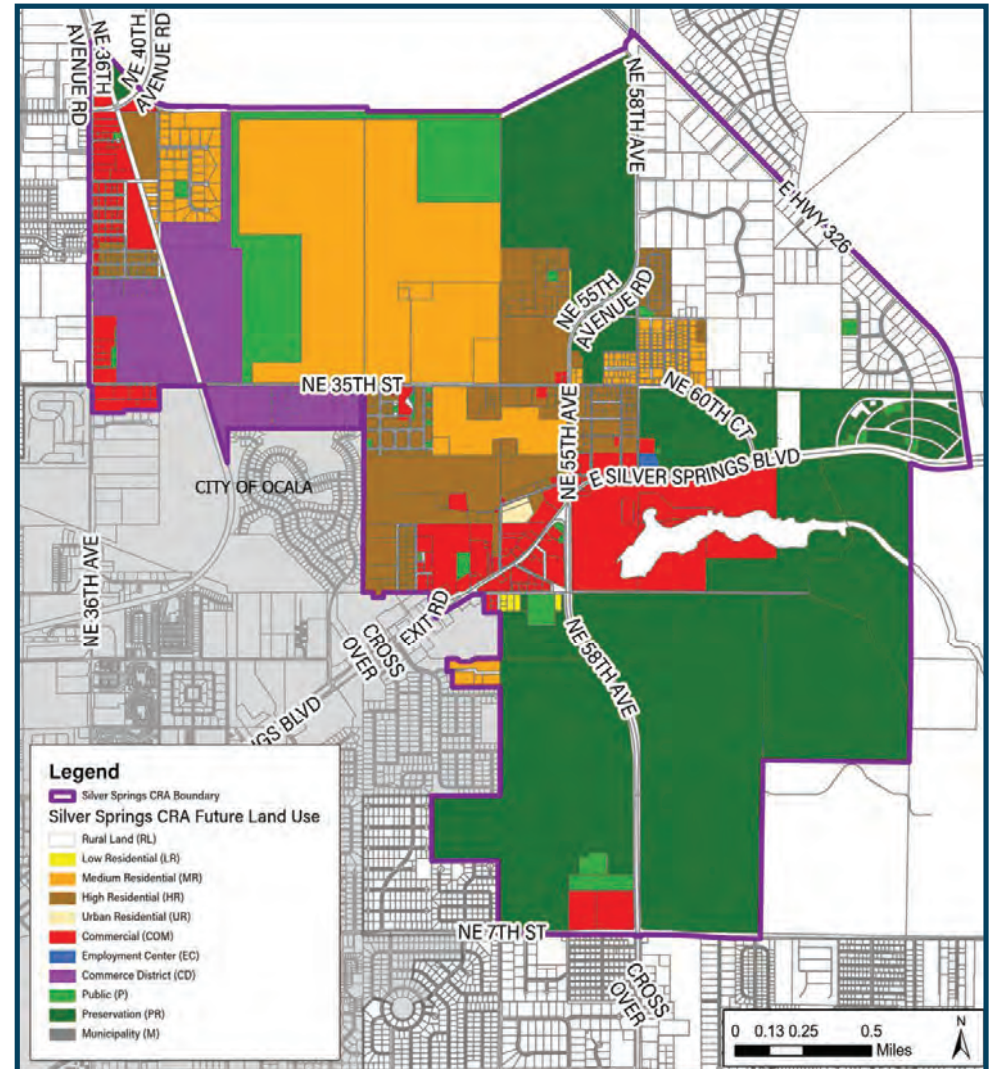 NE 36TH
AVENUE RD
NE 40TH
AVENUE RD
NE 58TH AVE
E HWY 326
NE 55TH
AVENUE RD
NE 35TH ST
NE 60TH CT
NE 55TH AVE
E SILVER SPRINGS BLVD
CITY OF OCALA
NE 36TH AVE
EXIT RD
CROSS
OVER
NE 58TH AVE
NGS BLVD
NE 7TH ST
CROSS
OVER
Legend
Silver Springs CRA Boundary
Silver Springs CRA Future Land Use
Rural Land (RL)
Low Residential (LR)
Medium Residential (MR)
High Residential (HR)
Urban Residential (UR)
Commercial (COM)
Employment Center (EC)
Commerce District (CD)
Public (P)
Preservation (PR)
Municipality (M)
0 0.13 0.25 0.5
Miles
N